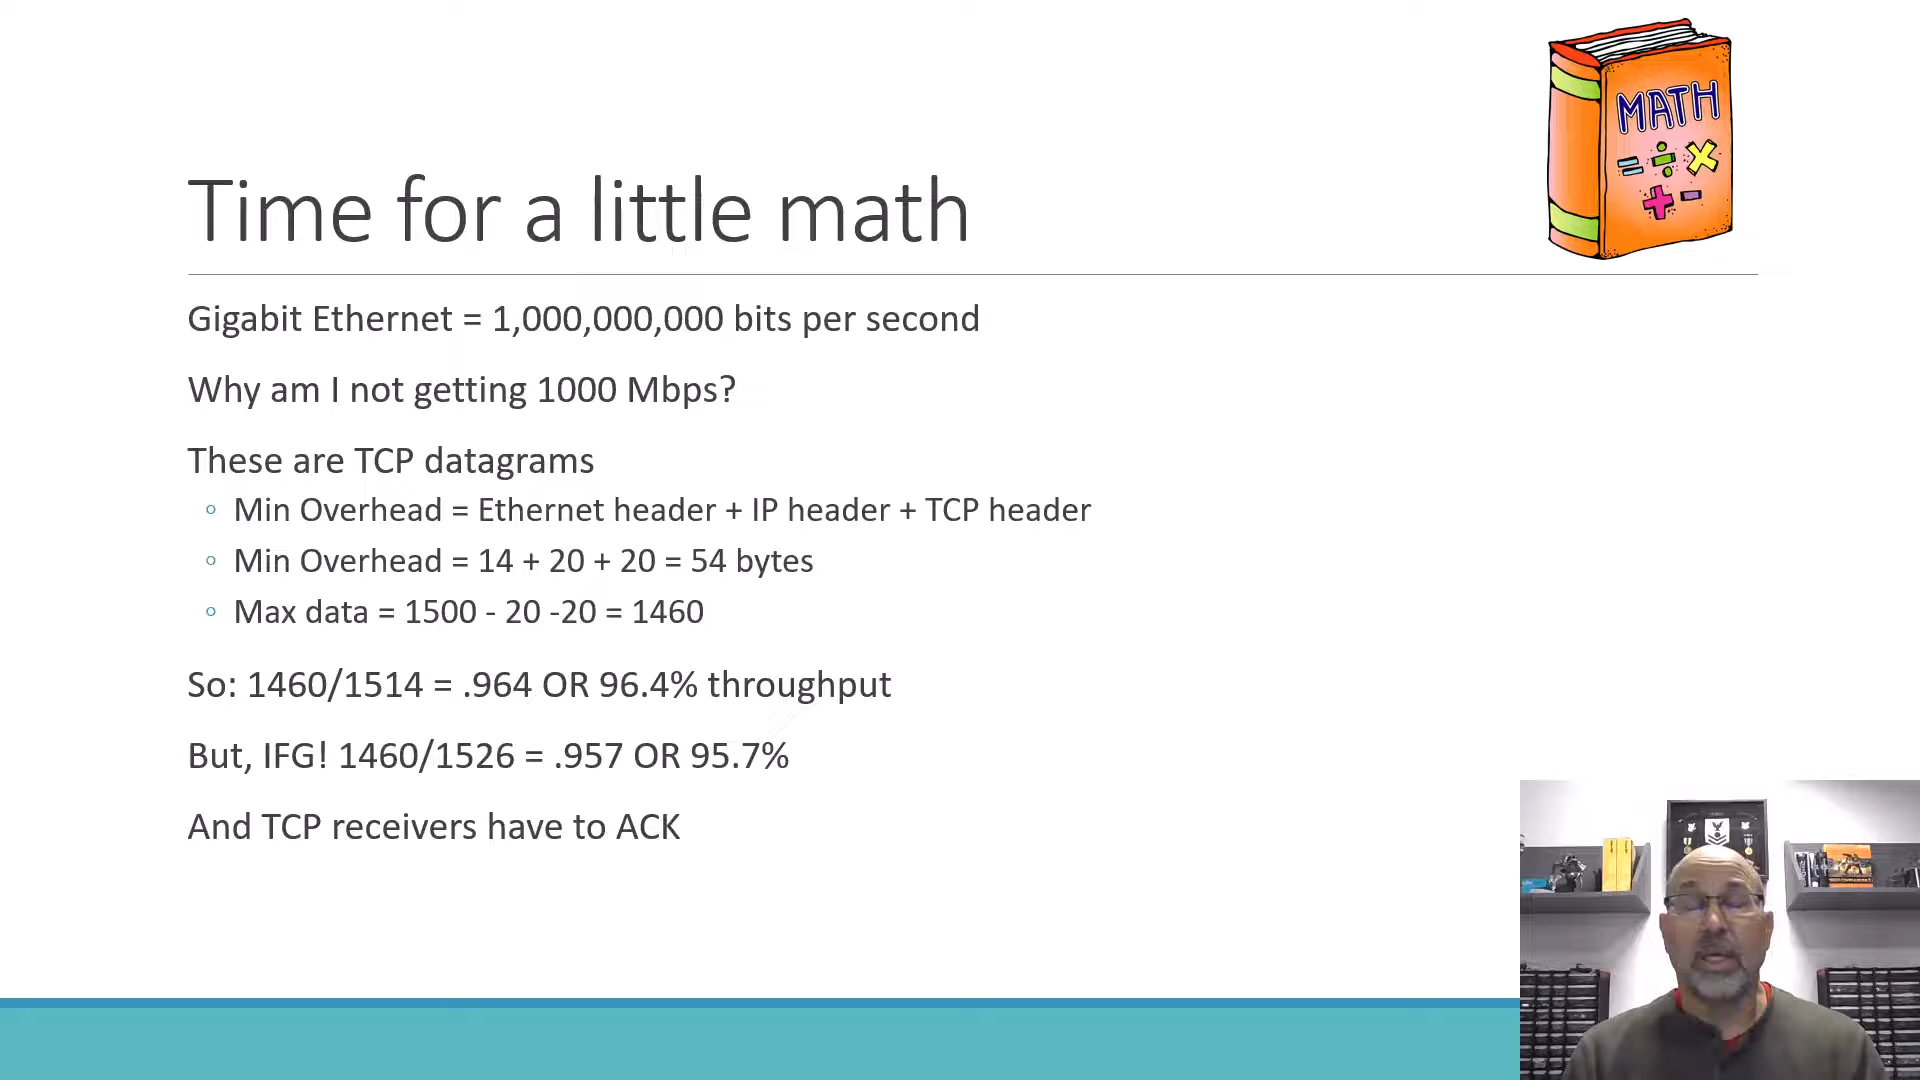 MATH
Time for a little math
Gigabit Ethernet = 1,000,000,000 bits per second
Why am I not getting 1000 Mbps?
These are TCP datagrams
Min Overhead = Ethernet header + IP header + TCP header
Min Overhead = 14 + 20 + 20 = 54 bytes
Max data = 1500 - 20 -20 = 1460
So: 1460/1514 = .964 OR 96.4% throughput
But, IFG! 1460/1526 = .957 OR 95.7%
And TCP receivers have to ACK